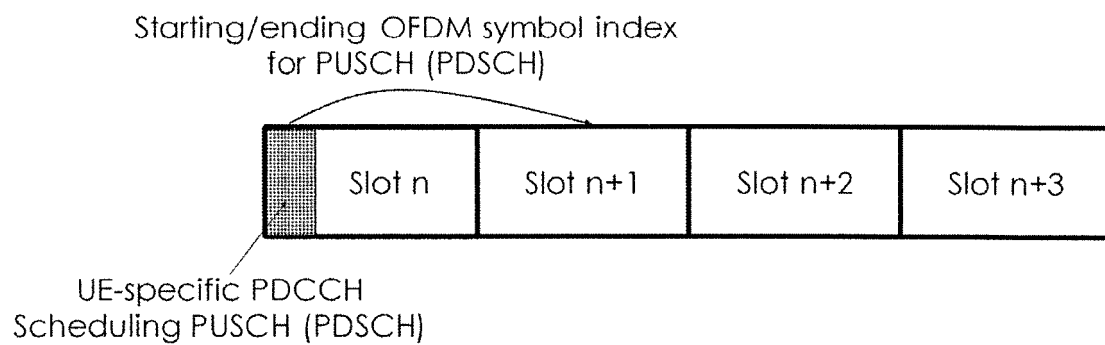 Starting/ending OFDM symbol index
for PUSCH (PDSCH)
Slot n
Slot n+1
Slot n+2
Slot n+3
UE-specific PDCCH
Scheduling PUSCH (PDSCH)